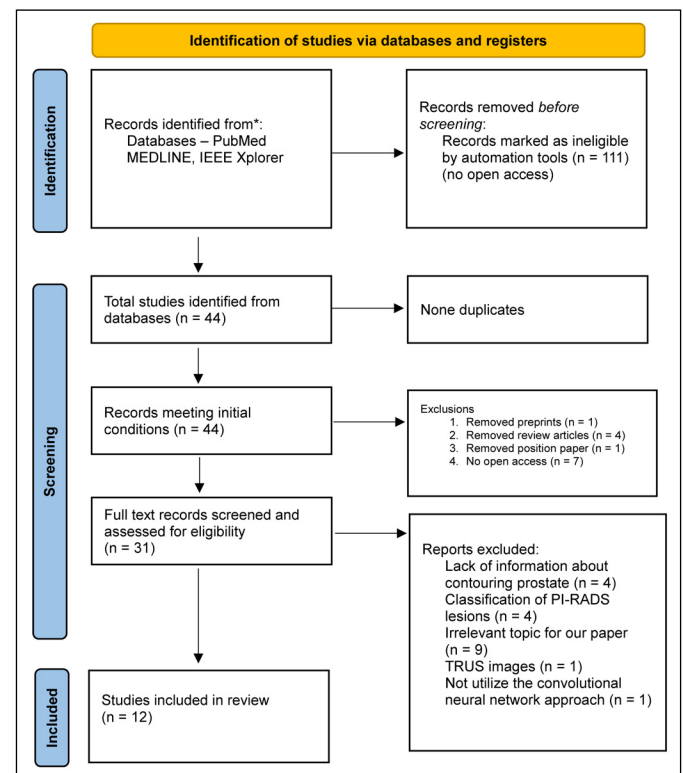 Identification of studies via databases and registers
Identification
Records identified from*:
Databases – PubMed
MEDLINE, IEEE Xplorer
Records removed before
screening:
Records marked as ineligible
by automation tools (n = 111)
(no open access)
Screening
Total studies identified from
databases (n = 44)
None duplicates
Records meeting initial
conditions (n = 44)
Exclusions
1. Removed preprints (n = 1)
2. Removed review articles (n = 4)
3. Removed position paper (n = 1)
4. No open access (n = 7)
Full text records screened and
assessed for eligibility
(n = 31)
Reports excluded:
Lack of information about
contouring prostate (n = 4)
Classification of PI-RADS
lesions (n = 4)
Irrelevant topic for our paper
(n = 9)
TRUS images (n = 1)
Not utilize the convolutional
neural network approach (n = 1)
Included
Studies included in review
(n = 12)